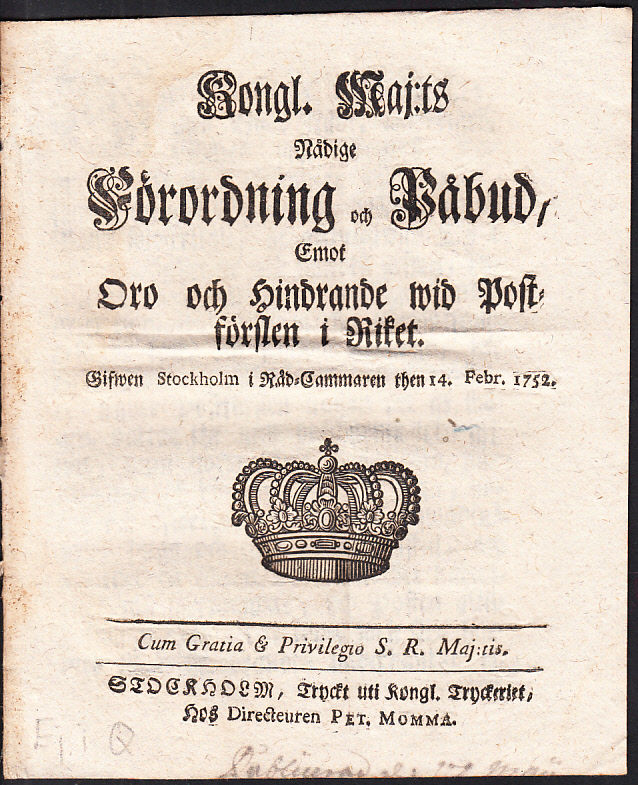 Kongl. Maj:ts
Nådige
Förordning och Påbud,
Emot
Oro och Hindrande wid Post-
förslen i Riket.
Gifwen Stockholm i Råd-Cammaren then 14. Febr. 1752.
Cum Gratia & Privilegio S. R. Maj:tis.
STOCKHOLM, Tryckt uti Kongl. Tryckeriet,
Hos Directeuren PET. MOMMA.